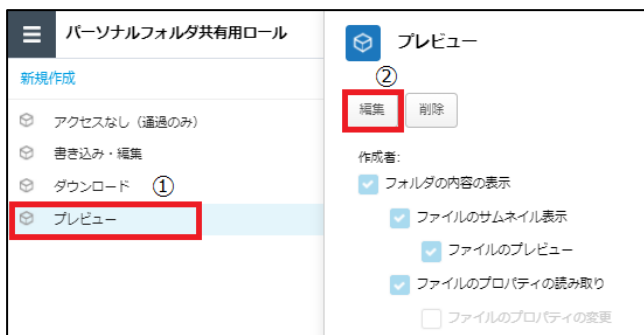 パーソナルフォルダ共有用ロール
新規作成
アクセスなし（通過のみ）
書き込み・編集
ダウンロード ①
プレビュー
プレビュー
②
編集 削除
作成者:
フォルダの内容の表示
ファイルのサムネイル表示
ファイルのプレビュー
ファイルのプロパティの読み取り
ファイルのプロパティの変更